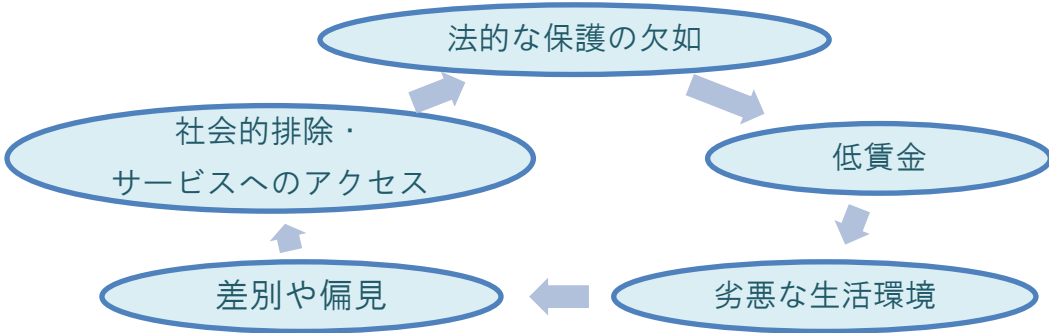 法的な保護の欠如
低賃金
劣悪な生活環境
差別や偏見
社会的排除・
サービスへのアクセス